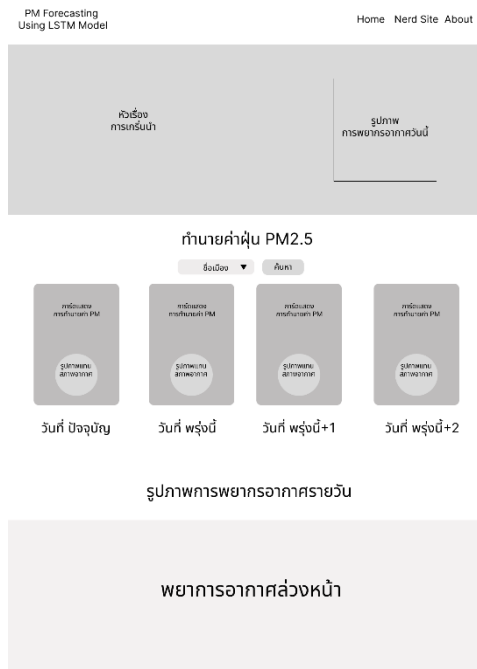 PM Forecasting
Using LSTM Model
Home Nerd Site About
หัวเรื่อง
การเกริ่นนำ
รูปภาพ
การพยากรอากาศวันนี้
ทำนายค่าฝุ่น PM2.5
ชื่อเมือง ▼ ค้นหา
การ์ดแสดง
การทำนายค่า PM
รูปภาพแทน
สภาพอากาศ
การ์ดแสดง
การทำนายค่า PM
รูปภาพแทน
สภาพอากาศ
การ์ดแสดง
การทำนายค่า PM
รูปภาพแทน
สภาพอากาศ
การ์ดแสดง
การทำนายค่า PM
รูปภาพแทน
สภาพอากาศ
วันที่ ปัจจุบัญ วันที่ พรุ่งนี้ วันที่ พรุ่งนี้+1 วันที่ พรุ่งนี้+2
รูปภาพการพยากรอากาศรายวัน
พยาการอากาศล่วงหน้า